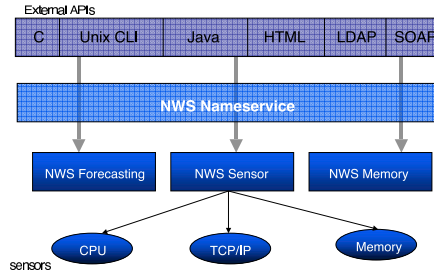 External APIs
C Unix CLI Java HTML LDAP SOAP
NWS Nameservice
NWS Forecasting NWS Sensor NWS Memory
CPU TCP/IP Memory
sensors